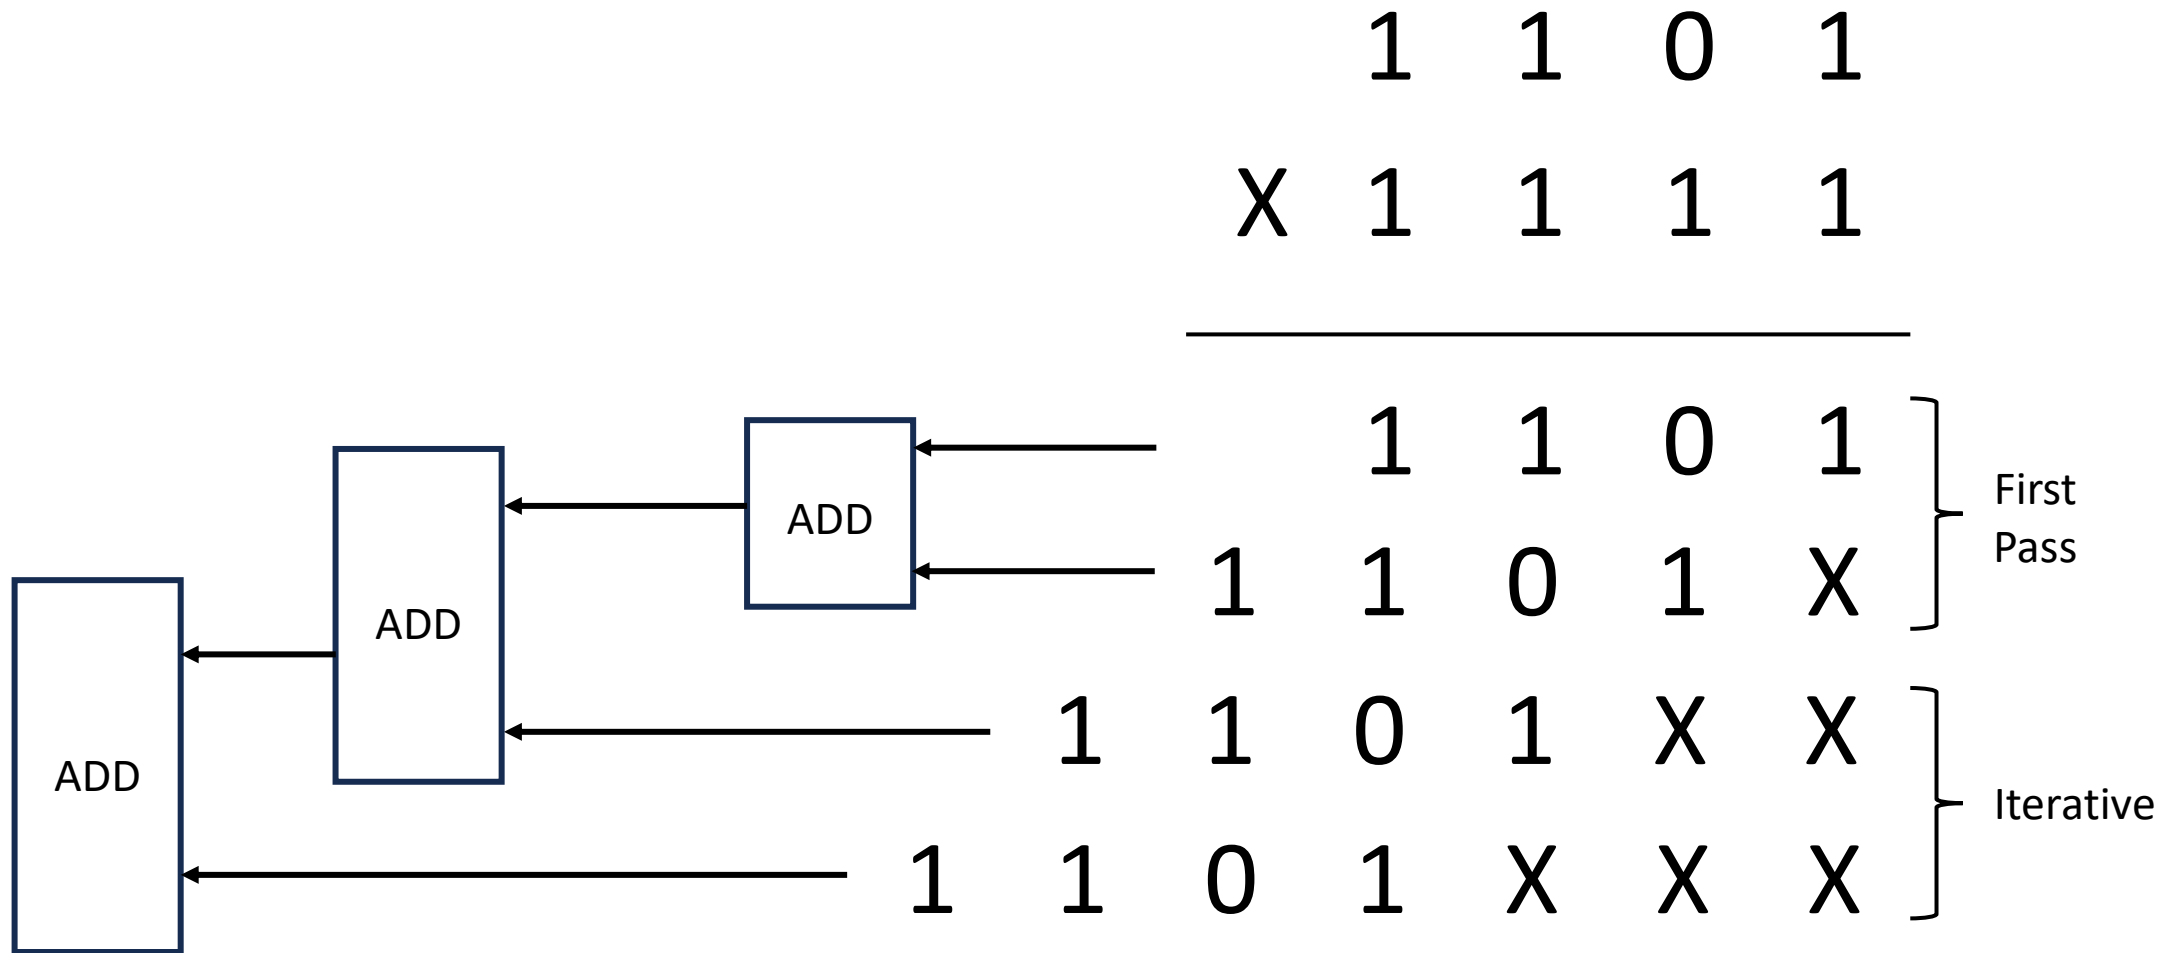 1 1 0 1
X 1 1 1 1
1 1 0 1
First
Pass
ADD
1 1 0 1 X
ADD
1 1 0 1 X X
ADD
Iterative
1 1 0 1 X X X